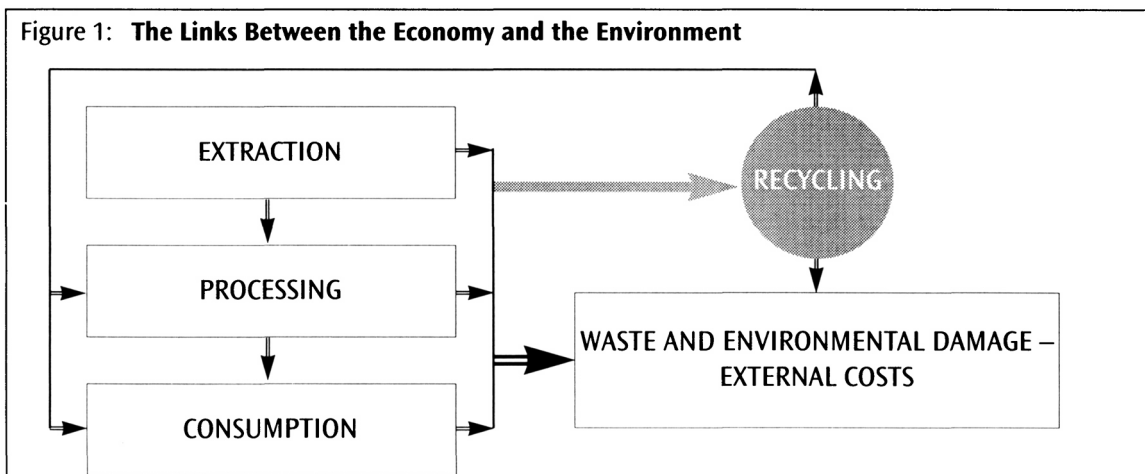 Figure 1: The Links Between the Economy and the Environment
EXTRACTION
RECYCLING
PROCESSING
WASTE AND ENVIRONMENTAL DAMAGE –
EXTERNAL COSTS
CONSUMPTION